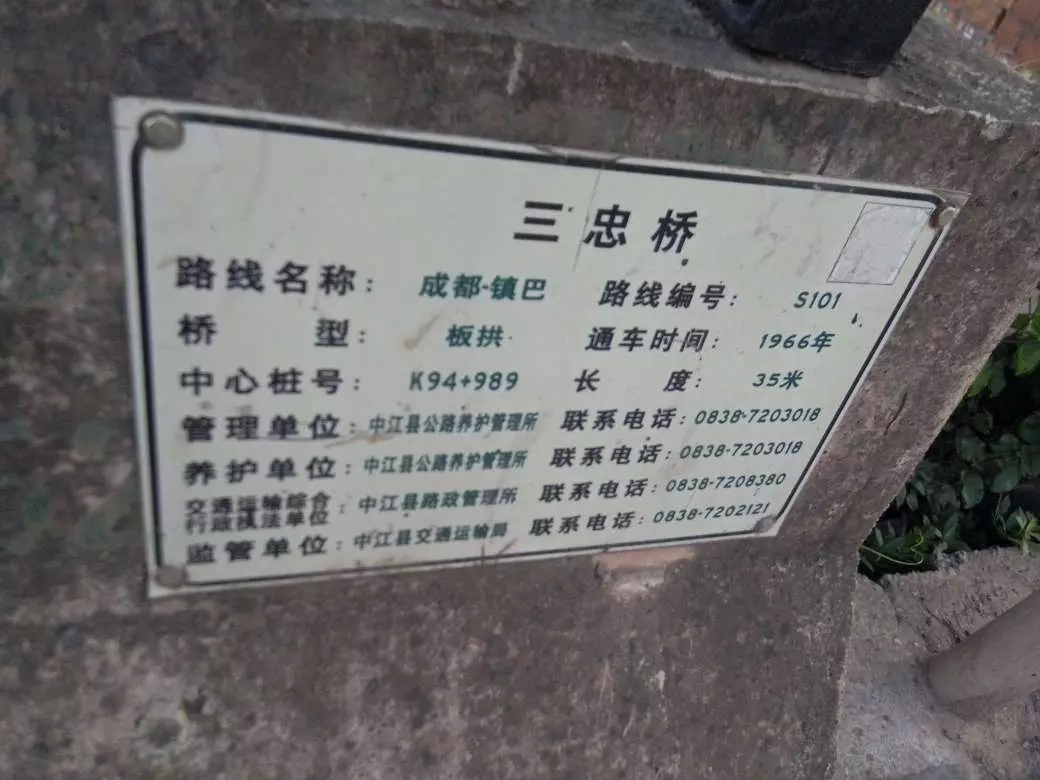 三忠桥
路线名称： 成都-镇巴 路线编号： S101
桥 型： 板拱 通车时间： 1966年
中心桩号： K94+989 长 度： 35米
管理单位：中江县公路养护管理所 联系电话：0838-7203018
养护单位：中江县公路养护管理所 联系电话：0838-7203018
交通运输综合行政执法单位：中江县路政管理所 联系电话：0838-7208380
监管单位：中江县交通运输局 联系电话：0838-7202121